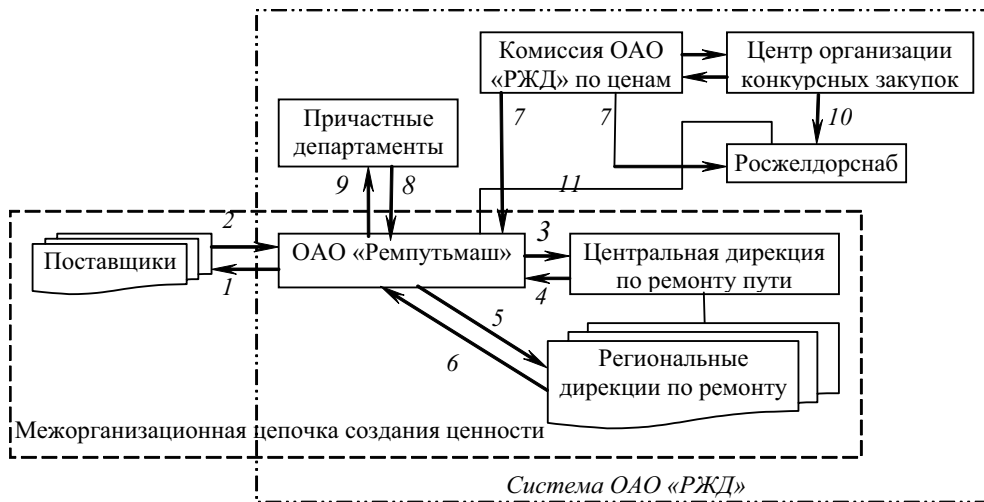 Комиссия ОАО
«РЖД» по ценам
Центр организации
конкурсных закупок
7
7
10
Причастные
департаменты
Росжелдорснаб
9
8
11
2
Поставщики
1
ОАО «Ремпутьмаш»
3
4
Центральная дирекция
по ремонту пути
5
6
Региональные
дирекции по ремонту
Межорганизационная цепочка создания ценности
Система ОАО «РЖД»